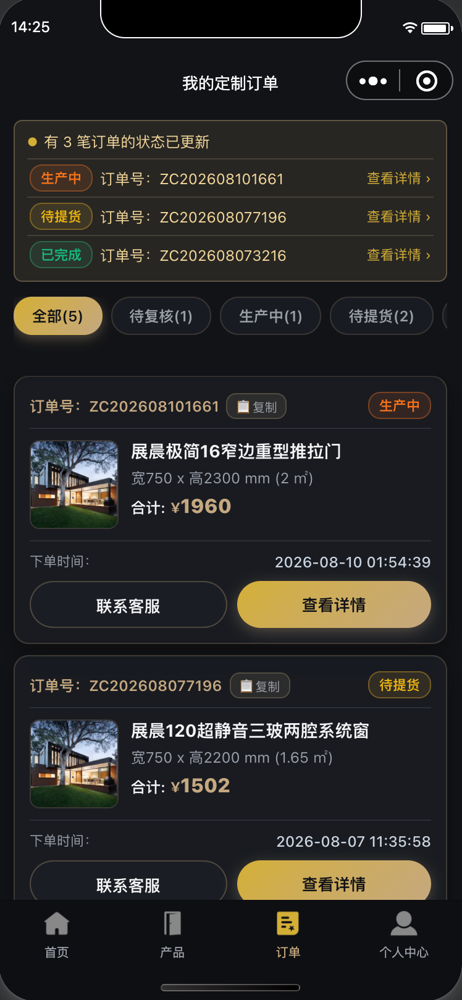 14:25
我的定制订单
有 3 笔订单的状态已更新
生产中 订单号：ZC202608101661 查看详情 ›
待提货 订单号：ZC202608077196 查看详情 ›
已完成 订单号：ZC202608073216 查看详情 ›
全部(5) 待复核(1) 生产中(1) 待提货(2)
订单号：ZC202608101661 复制 生产中
展晨极简16窄边重型推拉门
宽750 x 高2300 mm (2 ㎡)
合计: ¥1960
下单时间: 2026-08-10 01:54:39
联系客服 查看详情
订单号：ZC202608077196 复制 待提货
展晨120超静音三玻两腔系统窗
宽750 x 高2200 mm (1.65 ㎡)
合计: ¥1502
下单时间: 2026-08-07 11:35:58
联系客服 查看详情
首页 产品 订单 个人中心